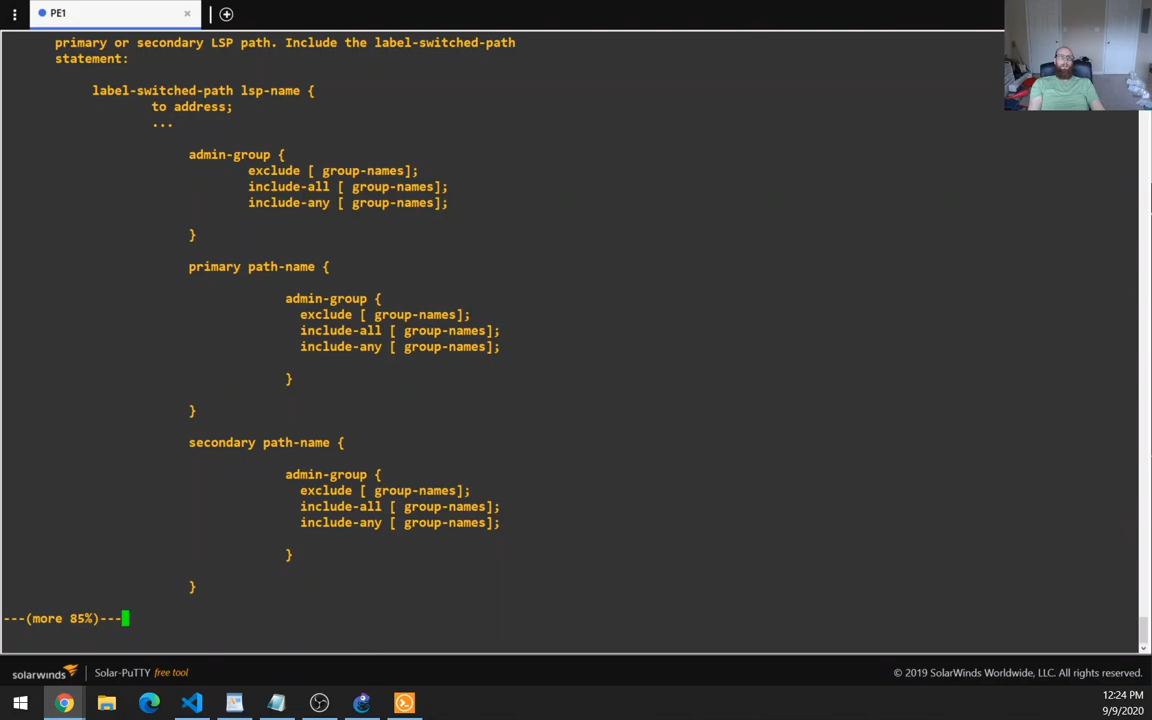 PE1
primary or secondary LSP path. Include the label-switched-path
statement:
label-switched-path lsp-name {
to address;
...
admin-group {
exclude [ group-names];
include-all [ group-names];
include-any [ group-names];
}
primary path-name {
admin-group {
exclude [ group-names];
include-all [ group-names];
include-any [ group-names];
}
}
secondary path-name {
admin-group {
exclude [ group-names];
include-all [ group-names];
include-any [ group-names];
}
}
---(more 85%)---
solarwinds
Solar-PuTTY free tool
© 2019 SolarWinds Worldwide, LLC. All rights reserved.
12:24 PM
9/9/2020